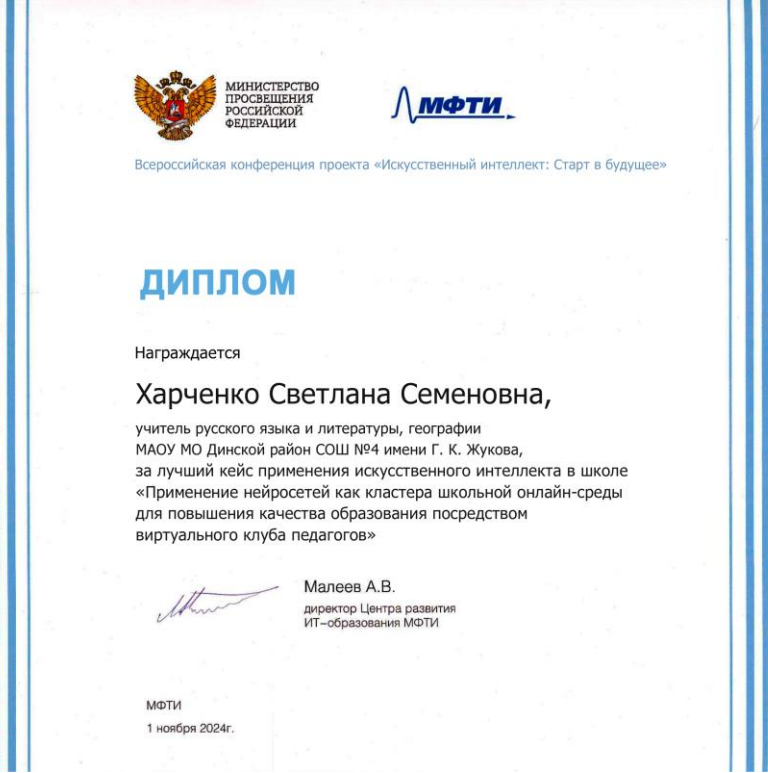 МИНИСТЕРСТВО
ПРОСВЕЩЕНИЯ
РОССИЙСКОЙ
ФЕДЕРАЦИИ
МФТИ
Всероссийская конференция проекта «Искусственный интеллект: Старт в будущее»
ДИПЛОМ
Награждается
Харченко Светлана Семеновна,
учитель русского языка и литературы, географии
МАОУ МО Динской район СОШ №4 имени Г. К. Жукова,
за лучший кейс применения искусственного интеллекта в школе
«Применение нейросетей как кластера школьной онлайн-среды
для повышения качества образования посредством
виртуального клуба педагогов»
Малеев А.В.
директор Центра развития
ИТ–образования МФТИ
МФТИ
1 ноября 2024г.